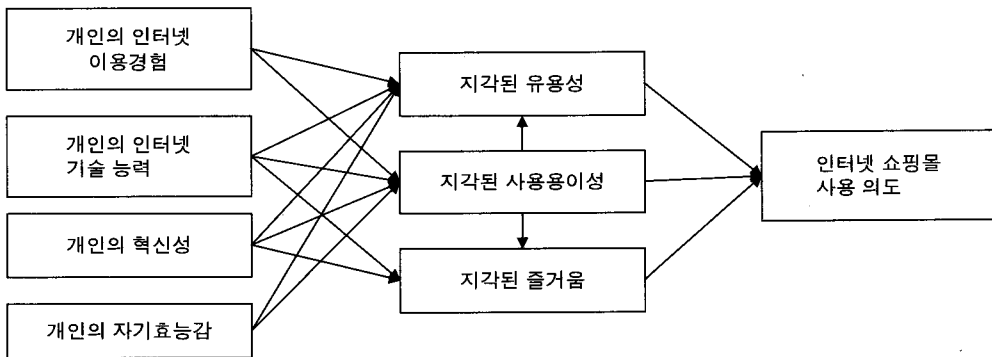 개인의 인터넷
이용경험
개인의 인터넷
기술 능력
개인의 혁신성
개인의 자기효능감
지각된 유용성
지각된 사용용이성
지각된 즐거움
인터넷 쇼핑몰
사용 의도